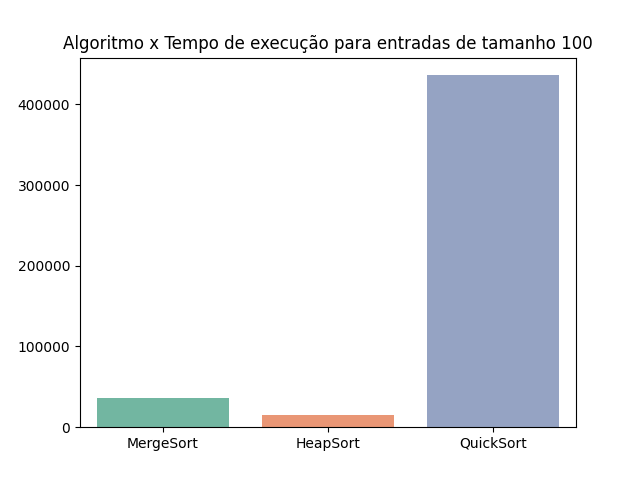 Algoritmo x Tempo de execução para entradas de tamanho 100
400000
300000
200000
100000
0
MergeSort HeapSort QuickSort